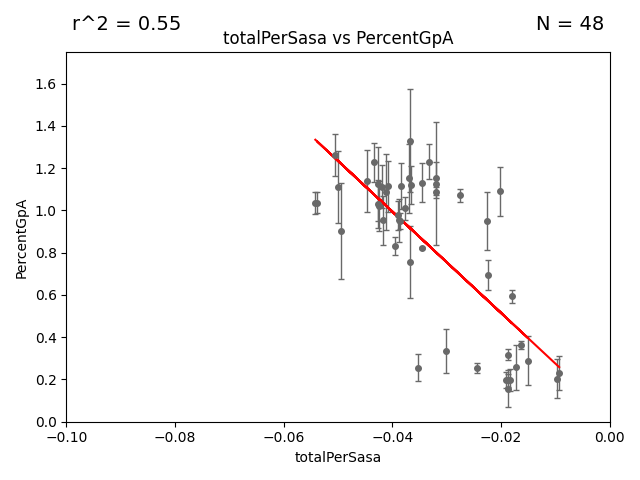 r^2 = 0.55
N = 48
totalPerSasa vs PercentGpA
1.6
1.4
1.2
1.0
0.8
0.6
0.4
0.2
0.0
PercentGpA
−0.10 −0.08 −0.06 −0.04 −0.02 0.00
totalPerSasa